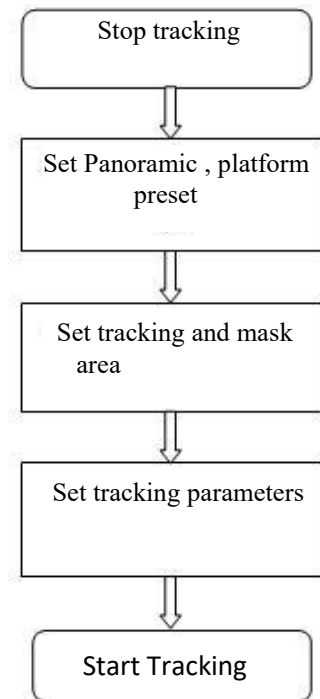 Stop tracking
Set Panoramic , platform
preset
Set tracking and mask
area
Set tracking parameters
Start Tracking